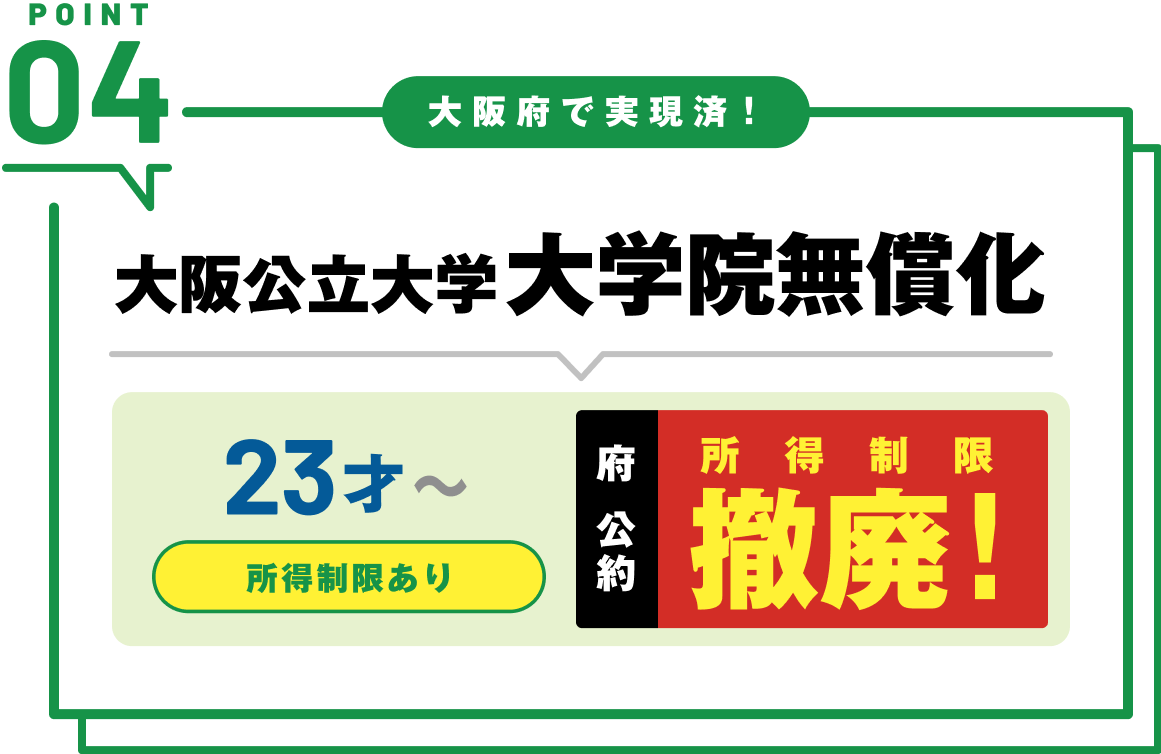 POINT
04
大阪府で実現済！
大阪公立大学 大学院無償化
23才～
所得制限あり
府公約
所得制限
撤廃！